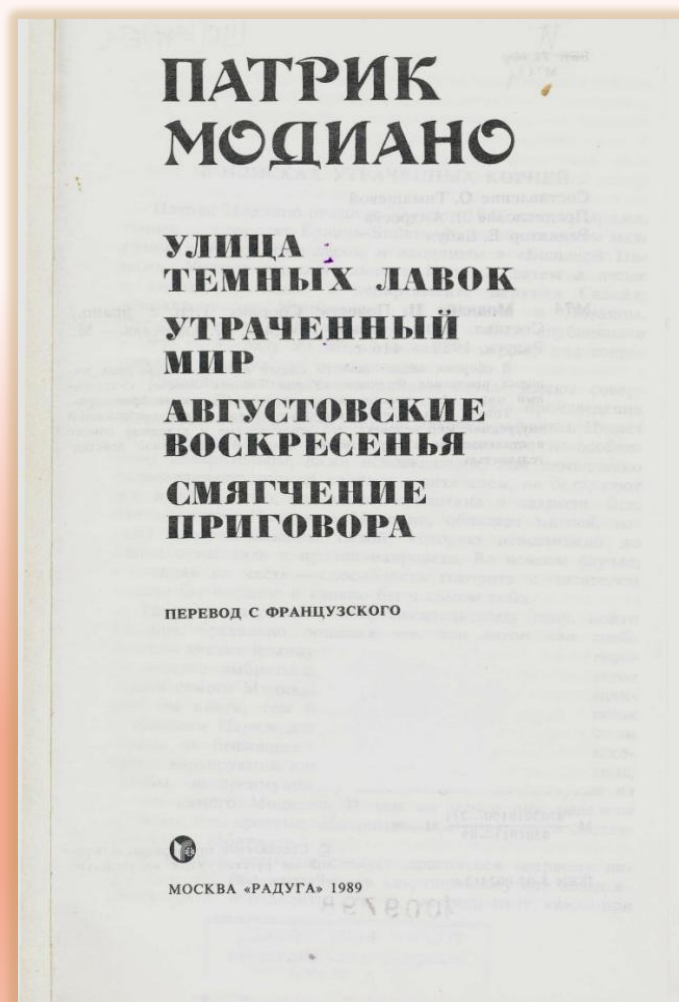 ПАТРИК
МОДИАНО
УЛИЦА
ТЕМНЫХ ЛАВОК
УТРАЧЕННЫЙ
МИР
АВГУСТОВСКИЕ
ВОСКРЕСЕНЬЯ
СМЯГЧЕНИЕ
ПРИГОВОРА
ПЕРЕВОД С ФРАНЦУЗСКОГО
МОСКВА «РАДУГА» 1989